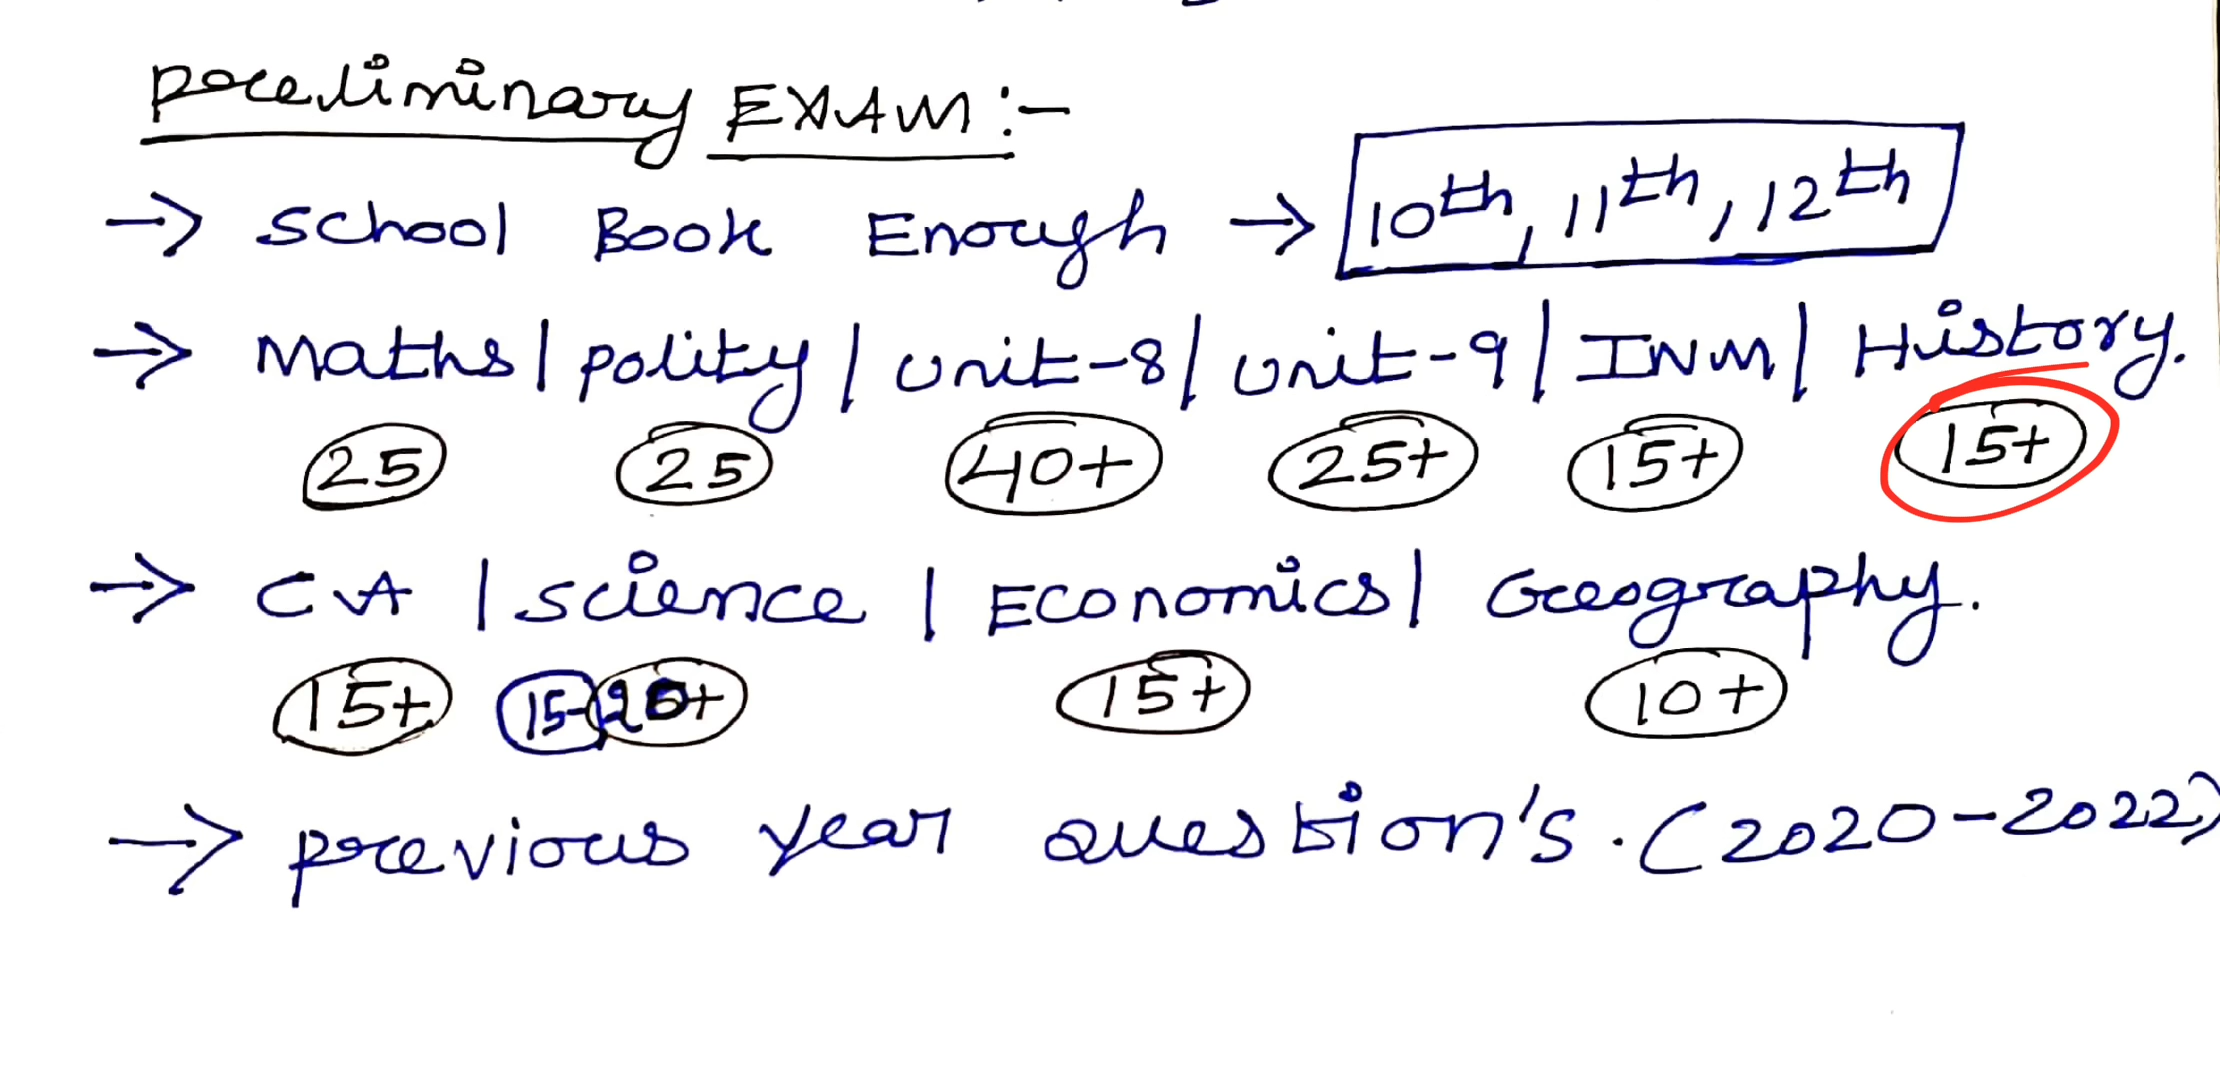 Preliminary EXAM :-
→ School Book Enough → 10th, 11th, 12th
→ Maths | polity | Unit-8 | Unit-9 | INM | History.
25 25 40+ 25+ 15+ 15+
→ CA | Science | Economics | Geography.
15+ 15-20+ 15+ 10+
→ previous year question's. (2020-2022)